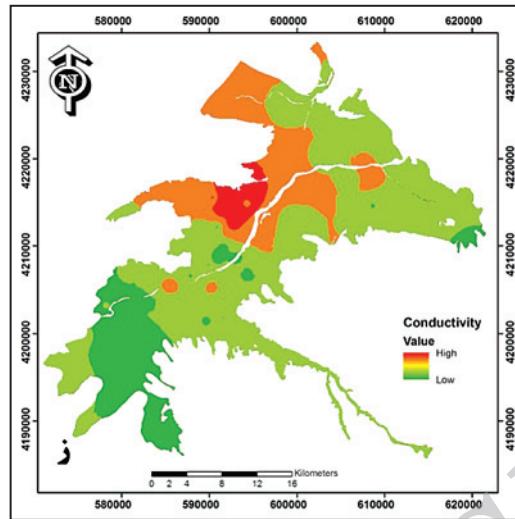 580000 590000 600000 610000 620000
4230000 4230000
N
4220000 4220000
4210000 4210000
4200000 4200000
Conductivity
Value
High
Low
4190000 4190000
ز
Kilometers
0 2 4 8 12 16
580000 590000 600000 610000 620000